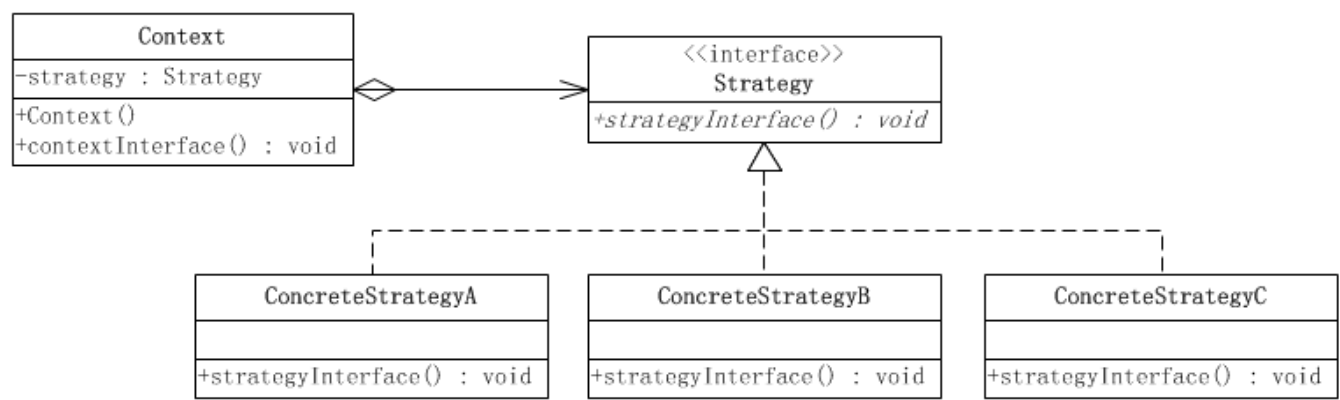 Context
-strategy : Strategy
+Context()
+contextInterface() : void
<<interface>>
Strategy
+strategyInterface() : void
ConcreteStrategyA
+strategyInterface() : void
ConcreteStrategyB
+strategyInterface() : void
ConcreteStrategyC
+strategyInterface() : void